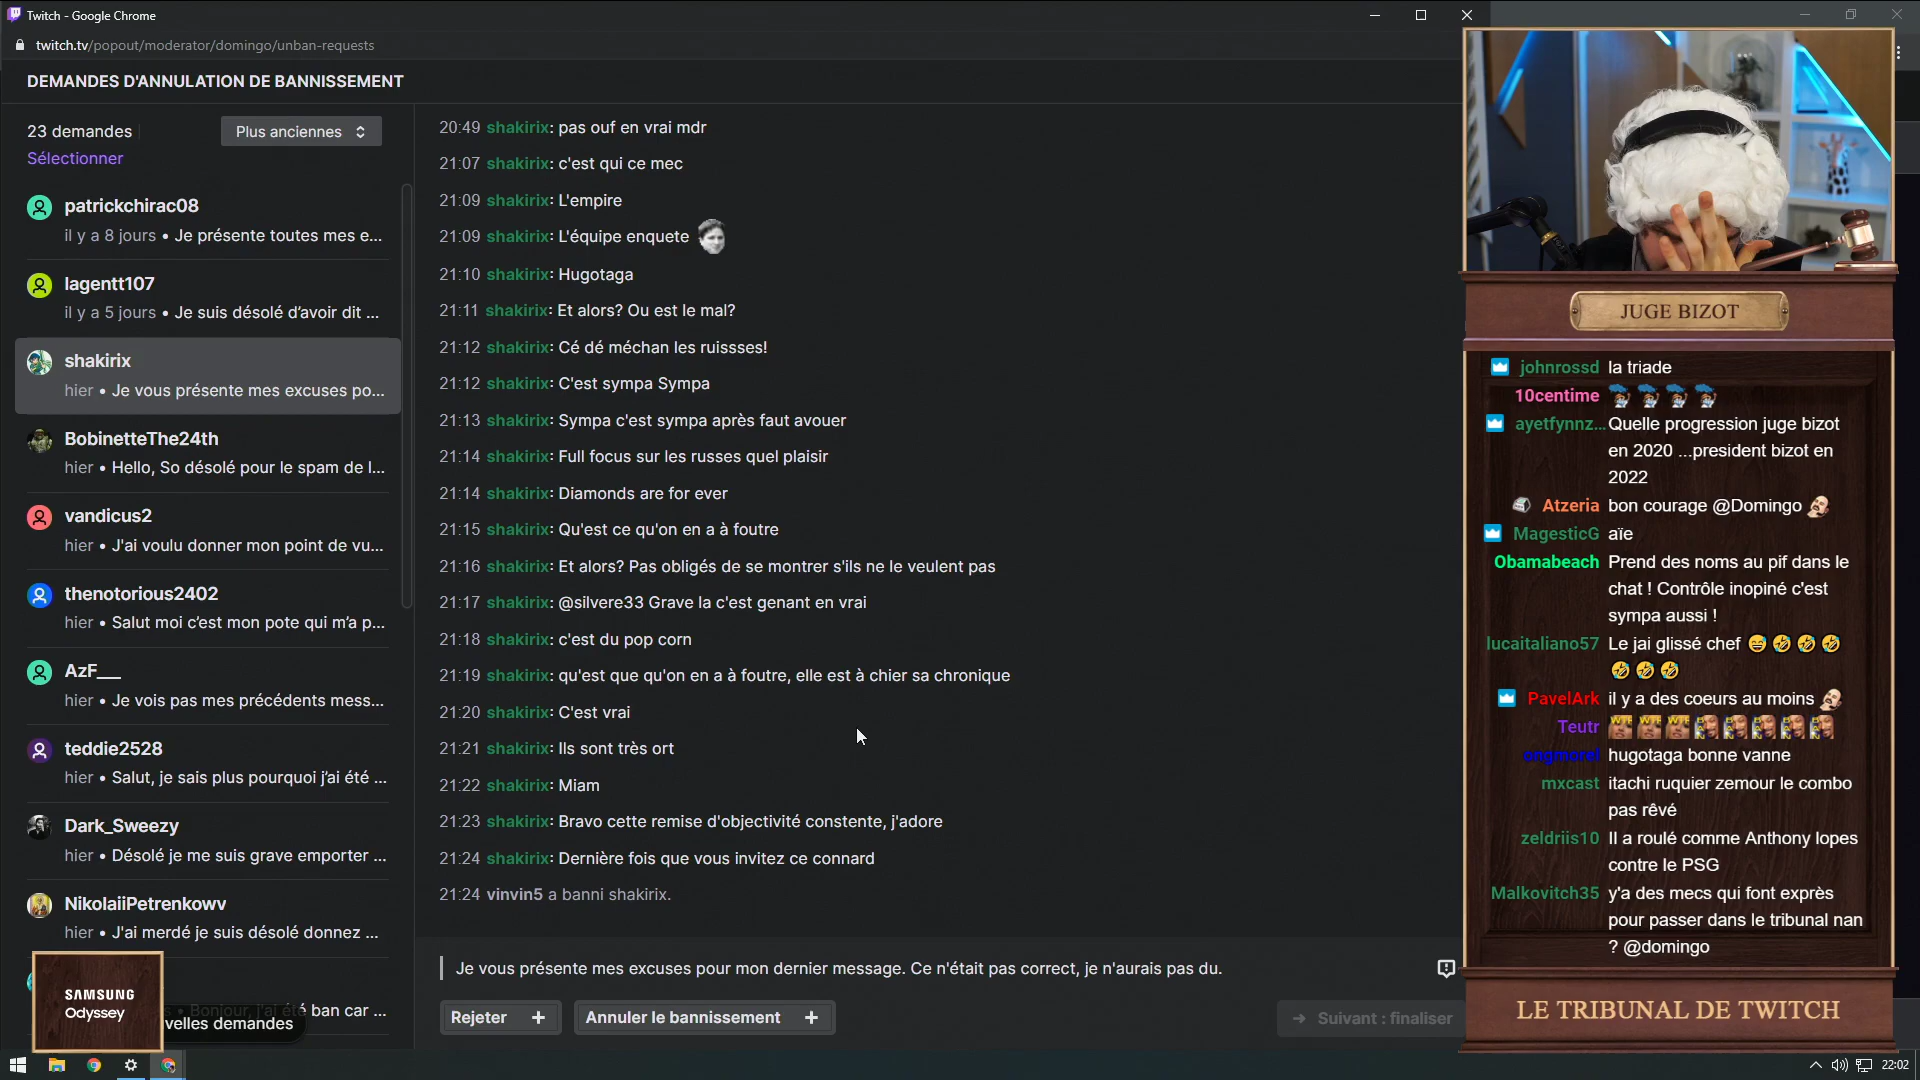 Twitch - Google Chrome
twitch.tv/popout/moderator/domingo/unban-requests
DEMANDES D'ANNULATION DE BANNISSEMENT
23 demandes
Plus anciennes
Sélectionner
patrickchirac08
il y a 8 jours • Je présente toutes mes e...
lagentt107
il y a 5 jours • Je suis désolé d'avoir dit ...
shakirix
hier • Je vous présente mes excuses po...
BobinetteThe24th
hier • Hello, So désolé pour le spam de l...
vandicus2
hier • J'ai voulu donner mon point de vu...
thenotorious2402
hier • Salut moi c'est mon pote qui m'a p...
AzF___
hier • Je vois pas mes précédents mess...
teddie2528
hier • Salut, je sais plus pourquoi j'ai été ...
Dark_Sweezy
hier • Désolé je me suis grave emporter ...
NikolaiiPetrenkowv
hier • J'ai merdé je suis désolé donnez ...
s • Bonjour, j'ai été ban car ...
velles demandes
SAMSUNG
Odyssey
20:49 shakirix: pas ouf en vrai mdr
21:07 shakirix: c'est qui ce mec
21:09 shakirix: L'empire
21:09 shakirix: L'équipe enquete
21:10 shakirix: Hugotaga
21:11 shakirix: Et alors? Ou est le mal?
21:12 shakirix: Cé dé méchan les ruissses!
21:12 shakirix: C'est sympa Sympa
21:13 shakirix: Sympa c'est sympa après faut avouer
21:14 shakirix: Full focus sur les russes quel plaisir
21:14 shakirix: Diamonds are for ever
21:15 shakirix: Qu'est ce qu'on en a à foutre
21:16 shakirix: Et alors? Pas obligés de se montrer s'ils ne le veulent pas
21:17 shakirix: @silvere33 Grave la c'est genant en vrai
21:18 shakirix: c'est du pop corn
21:19 shakirix: qu'est que qu'on en a à foutre, elle est à chier sa chronique
21:20 shakirix: C'est vrai
21:21 shakirix: Ils sont très ort
21:22 shakirix: Miam
21:23 shakirix: Bravo cette remise d'objectivité constente, j'adore
21:24 shakirix: Dernière fois que vous invitez ce connard
21:24 vinvin5 a banni shakirix.
Je vous présente mes excuses pour mon dernier message. Ce n'était pas correct, je n'aurais pas du.
Rejeter +
Annuler le bannissement +
→ Suivant : finaliser
JUGE BIZOT
johnrossd la triade
10centime
ayetfynnz... Quelle progression juge bizot
en 2020 ...president bizot en
2022
Atzeria bon courage @Domingo
MagesticG aïe
Obamabeach Prend des noms au pif dans le
chat ! Contrôle inopiné c'est
sympa aussi !
lucaitaliano57 Le jai glissé chef 😅 🤣 🤣 🤣
🤣 🤣 🤣
PavelArk il y a des coeurs au moins
Teutr
ongmorel hugotaga bonne vanne
mxcast itachi ruquier zemour le combo
pas rêvé
zeldriis10 Il a roulé comme Anthony lopes
contre le PSG
Malkovitch35 y'a des mecs qui font exprès
pour passer dans le tribunal nan
? @domingo
LE TRIBUNAL DE TWITCH
22:02